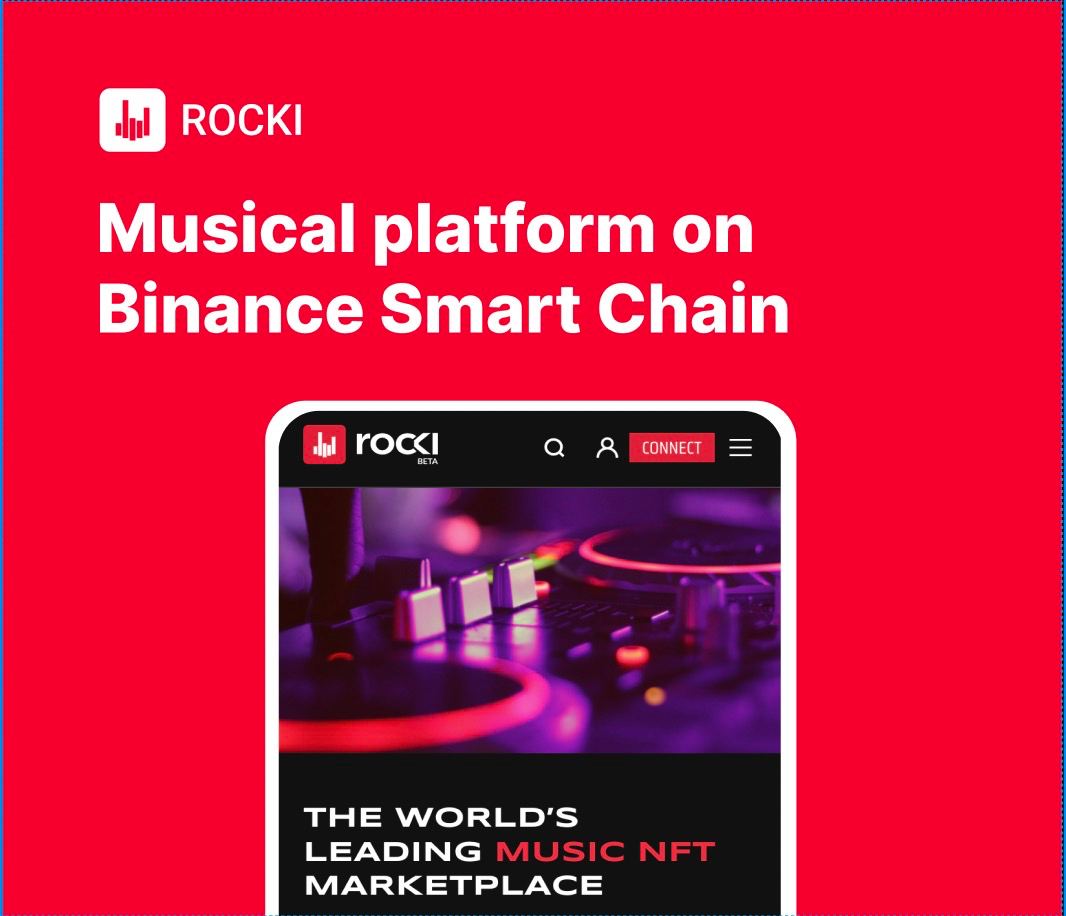 ROCKI
Musical platform on
Binance Smart Chain
rocki
BETA
CONNECT
THE WORLD'S
LEADING MUSIC NFT
MARKETPLACE